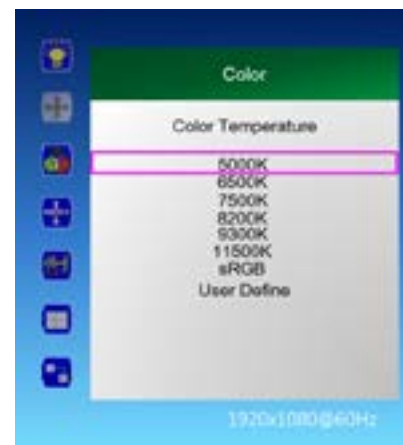 Color
Color Temperature
5000K
6500K
7500K
8200K
9300K
11500K
sRGB
User Define
1920x1080@60Hz